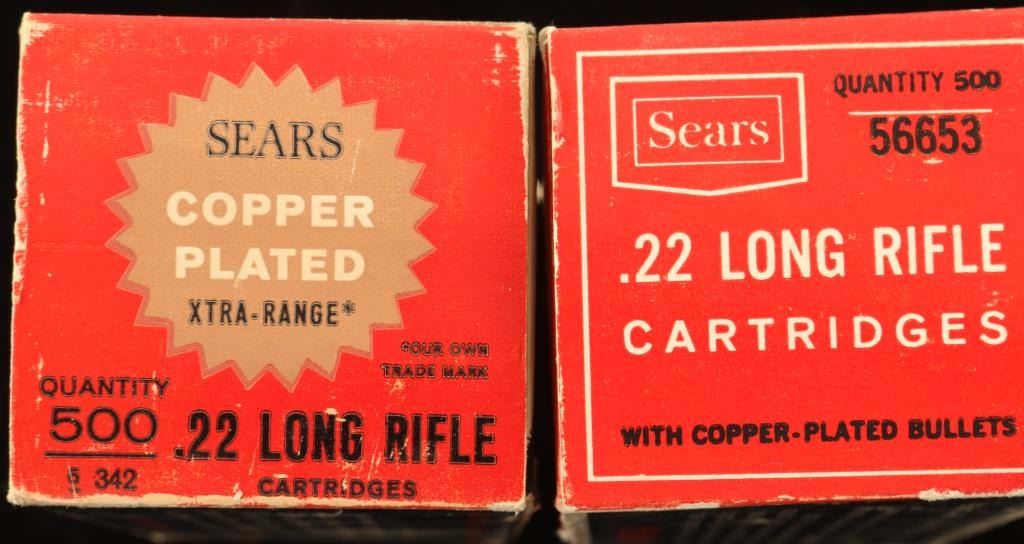 SEARS
COPPER
PLATED
XTRA-RANGE*
*OUR OWN
TRADE MARK
QUANTITY
500
5 342
.22 LONG RIFLE
CARTRIDGES
Sears
QUANTITY 500
56653
.22 LONG RIFLE
CARTRIDGES
WITH COPPER-PLATED BULLETS